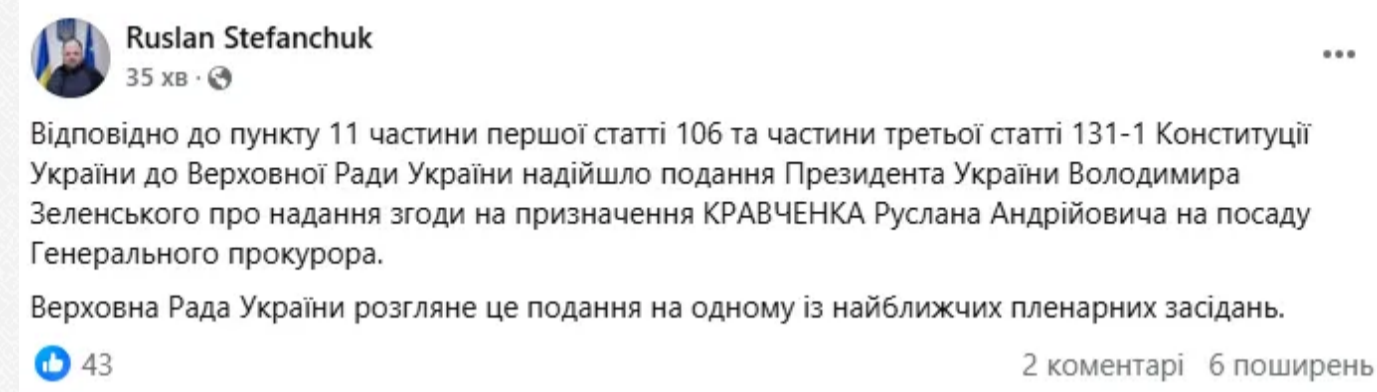 Ruslan Stefanchuk
35 хв ·
Відповідно до пункту 11 частини першої статті 106 та частини третьої статті 131-1 Конституції
України до Верховної Ради України надійшло подання Президента України Володимира
Зеленського про надання згоди на призначення КРАВЧЕНКА Руслана Андрійовича на посаду
Генерального прокурора.
Верховна Рада України розгляне це подання на одному із найближчих пленарних засідань.
43 2 коментарі 6 поширень